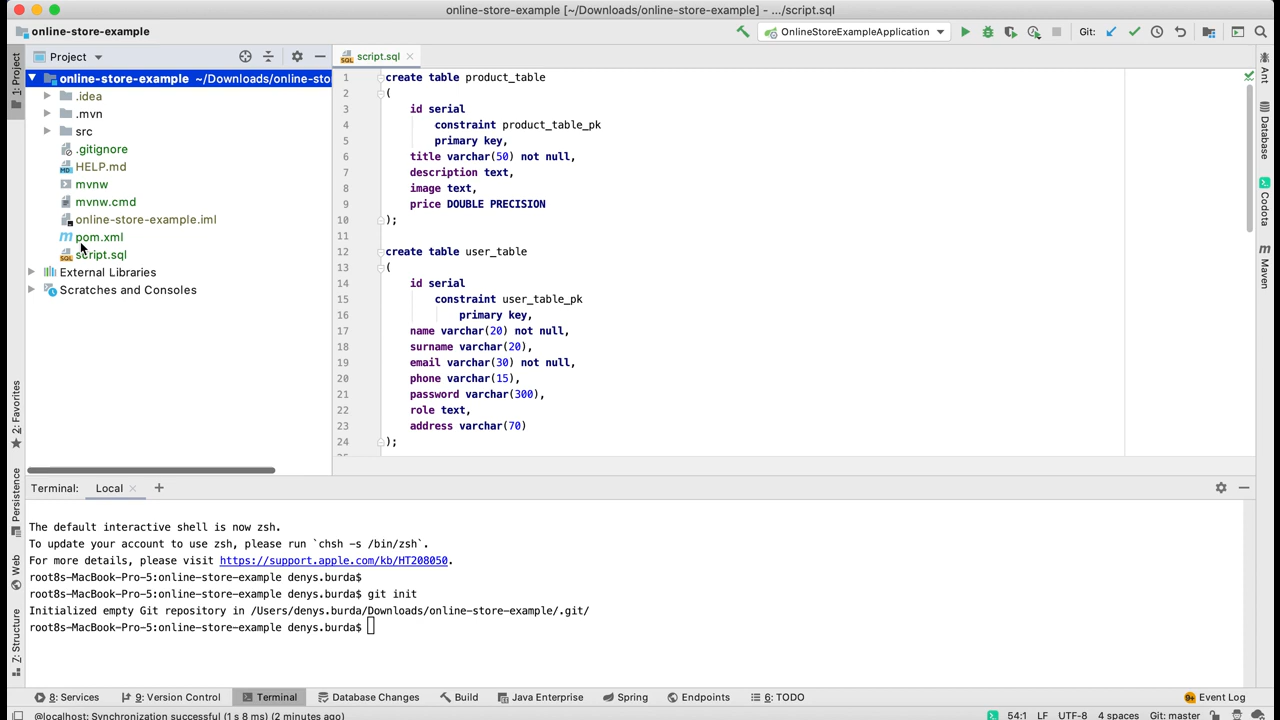 online-store-example [~/Downloads/online-store-example] - .../script.sql
online-store-example
OnlineStoreExampleApplication
Git:
Project
script.sql
1: Project
online-store-example ~/Downloads/online-sto
.idea
.mvn
src
.gitignore
HELP.md
mvnw
mvnw.cmd
online-store-example.iml
pom.xml
script.sql
External Libraries
Scratches and Consoles
1 create table product_table
2 (
3 id serial
4 constraint product_table_pk
5 primary key,
6 title varchar(50) not null,
7 description text,
8 image text,
9 price DOUBLE PRECISION
10 );
11
12 create table user_table
13 (
14 id serial
15 constraint user_table_pk
16 primary key,
17 name varchar(20) not null,
18 surname varchar(20),
19 email varchar(30) not null,
20 phone varchar(15),
21 password varchar(300),
22 role text,
23 address varchar(70)
24 );
Ant
Database
Codota
Maven
2: Favorites
Persistence
Web
7: Structure
Terminal: Local
The default interactive shell is now zsh.
To update your account to use zsh, please run `chsh -s /bin/zsh`.
For more details, please visit https://support.apple.com/kb/HT208050.
root8s-MacBook-Pro-5:online-store-example denys.burda$
root8s-MacBook-Pro-5:online-store-example denys.burda$ git init
Initialized empty Git repository in /Users/denys.burda/Downloads/online-store-example/.git/
root8s-MacBook-Pro-5:online-store-example denys.burda$
8: Services 9: Version Control Terminal Database Changes Build Java Enterprise Spring Endpoints 6: TODO Event Log
@localhost: Synchronization successful (1 s 8 ms) (2 minutes ago) 54:1 LF UTF-8 4 spaces Git: master